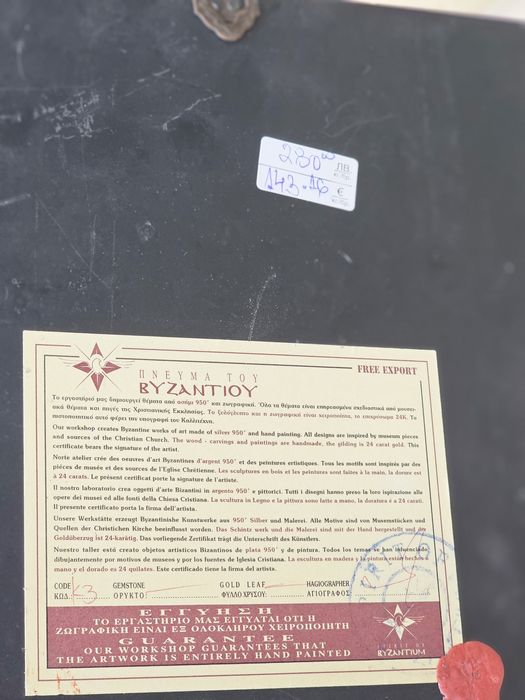 280⁰⁰ ЛВ
143.16 €
ΠΝΕΥΜΑ ΤΟΥ
ΒΥΖΑΝΤΙΟΥ
FREE EXPORT
Το εργαστήριό μας δημιουργεί θέματα από ασήμι 950° και ζωγραφική. Όλα τα θέματα είναι επηρεασμένα σχεδιαστικά από μουσει-
ακά θέματα και πηγές της Χριστιανικής Εκκλησίας. Το ξυλόγλυπτο και η ζωγραφική είναι χειροποίητα, το επιχρύσωμα 24Κ. Το
πιστοποιητικό αυτό φέρει την υπογραφή του Καλλιτέχνη.
Our workshop creates Byzantine works of art made of silver 950° and hand painting. All designs are inspired by museum pieces
and sources of the Christian Church. The wood - carvings and paintings are handmade, the gilding is 24 carat gold. This
certificate bears the signature of the artist.
Norte atelier crée des oeuvres d'art Byzantines d'argent 950° et des peintures artistiques. Tous les motifs sont inspirés par des
pièces de musée et des sources de l'Eglise Chrétienne. Les sculptures en bois et les peintures sont faites à la main, la dorure est
à 24 carats. Le présent certificat porte la signature de l'artiste.
Il nostro laboratorio crea oggetti d'arte Bizantini in argento 950° e pittorici. Tutti i disegni hanno preso la loro ispirazione alle
opere dei musei ed alle fonti della Chiesa Cristiana. La scultura in Legno e la pittura sono fatte a mano, la doratura è a 24 carati.
Il presente certificato porta la firma dell'artista.
Unsere Werkstätte erzeugt Byzantinishe Kunstwerke aus 950° Silber und Malerei. Alle Motive sind von Musemstücken und
Quellen der Christichen Kirche beeinflusst worden. Das Schintz werk und die Malerei sind mit der Hand hergestellt und der
Goldüberzug ist 24-karätig. Das vorliegende Zertifikat trägt die Unterschrift des Künstlers.
Nuestro taller está creato objetos artísticos Bizantinos de plata 950° y de pintura. Todos los temas se han influenciado
dibujantemente por motivos de museos y por los fuentes de Iglesia Cristiana. La escultura en madera y la pintura están hechos a
mano y el dorado es 24 quilates. Este certificado tiene la firma del artista.
CODE GEMSTONE GOLD LEAF HAGIOGRAPHER
ΚΩΔ. K3 ΟΡΥΚΤΟ: ΦΥΛΛΟ ΧΡΥΣΟΥ: ΑΓΙΟΓΡΑΦΟΣ
ΕΓΓΥΗΣΗ
ΤΟ ΕΡΓΑΣΤΗΡΙΟ ΜΑΣ ΕΓΓΥΑΤΑΙ ΟΤΙ Η
ΖΩΓΡΑΦΙΚΗ ΕΙΝΑΙ ΕΞ ΟΛΟΚΛΗΡΟΥ ΧΕΙΡΟΠΟΙΗΤΗ
GUARANTEE
OUR WORKSHOP GUARANTEES THAT
THE ARTWORK IS ENTIRELY HAND PAINTED
SPIRIT OF
BYZANTIUM